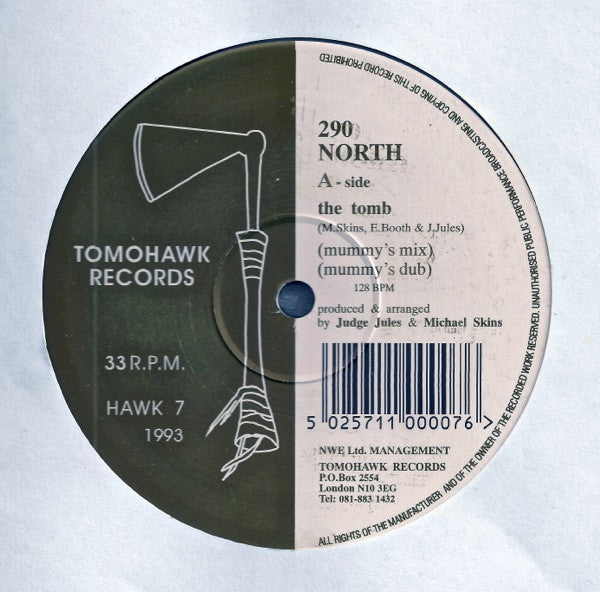 TOMOHAWK
RECORDS
33 R.P.M.
HAWK 7
1993
290
NORTH
A - side
the tomb
(M.Skins, E.Booth & J,Jules)
(mummy's mix)
(mummy's dub)
128 BPM
produced & arranged
by Judge Jules & Michael Skins
5 025711 000076 >
NWE Ltd. MANAGEMENT
TOMOHAWK RECORDS
P.O.Box 2554
London N10 3EG
Tel: 081-883 1432
ALL RIGHTS OF THE MANUFACTURER AND OF THE OWNER OF THE RECORDED WORK RESERVED. UNAUTHORISED PUBLIC PERFORMANCE BROADCASTING AND COPYING OF THIS RECORD PROHIBITED